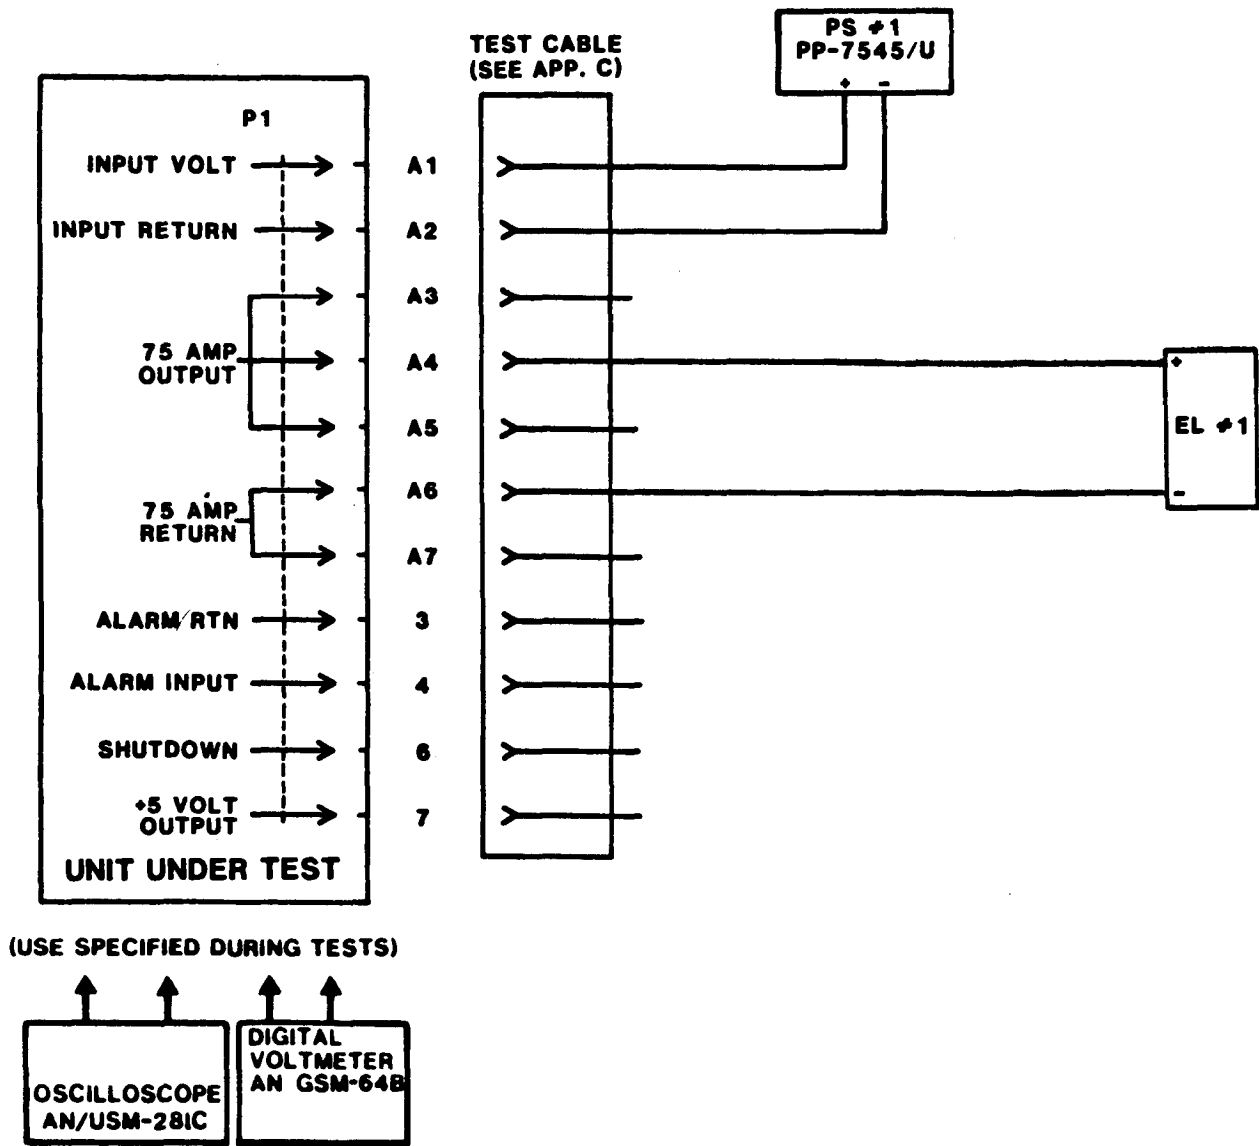 PS #1
PP-7545/U
+ -
TEST CABLE
(SEE APP. C)
P1
INPUT VOLT A1
INPUT RETURN A2
A3
75 AMP
OUTPUT
A4
A5
A6
75 AMP
RETURN
A7
ALARM/RTN 3
ALARM INPUT 4
SHUTDOWN 6
+5 VOLT
OUTPUT
7
UNIT UNDER TEST
+
EL #1
-
(USE SPECIFIED DURING TESTS)
OSCILLOSCOPE
AN/USM-281C
DIGITAL
VOLTMETER
AN GSM-64B